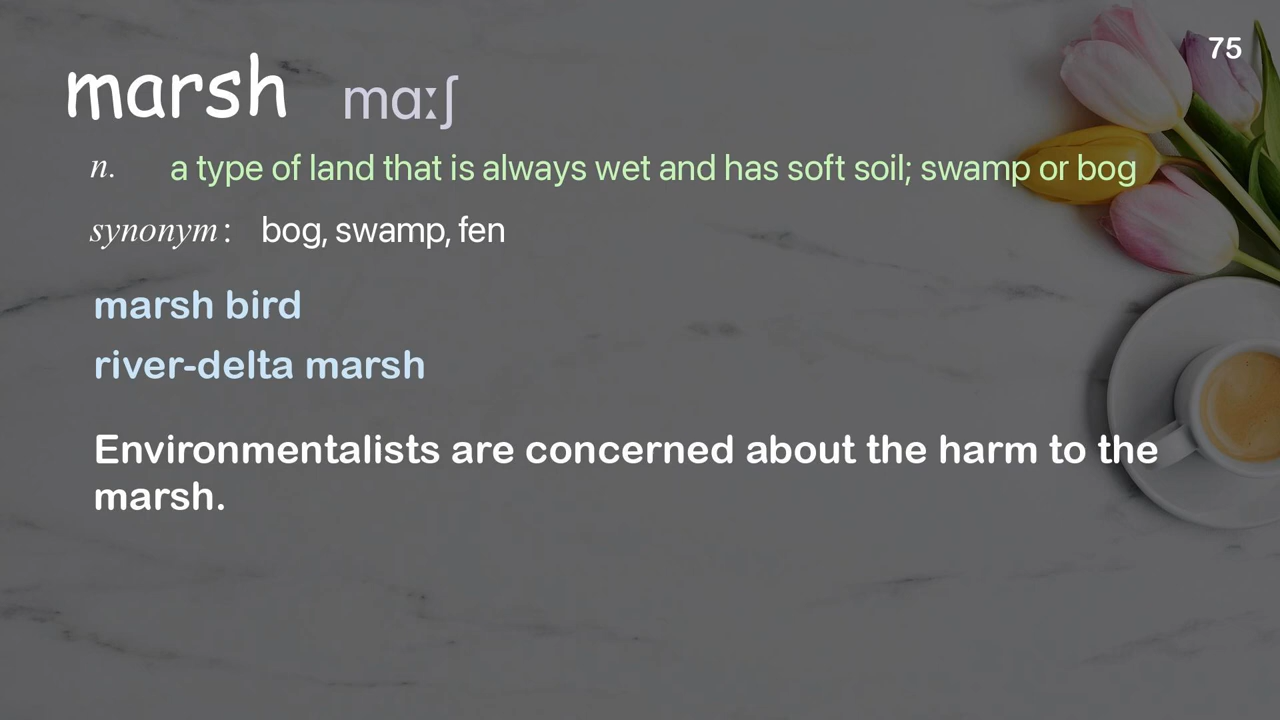 75
marsh mɑːʃ
n. a type of land that is always wet and has soft soil; swamp or bog
synonym: bog, swamp, fen
marsh bird
river-delta marsh
Environmentalists are concerned about the harm to the
marsh.